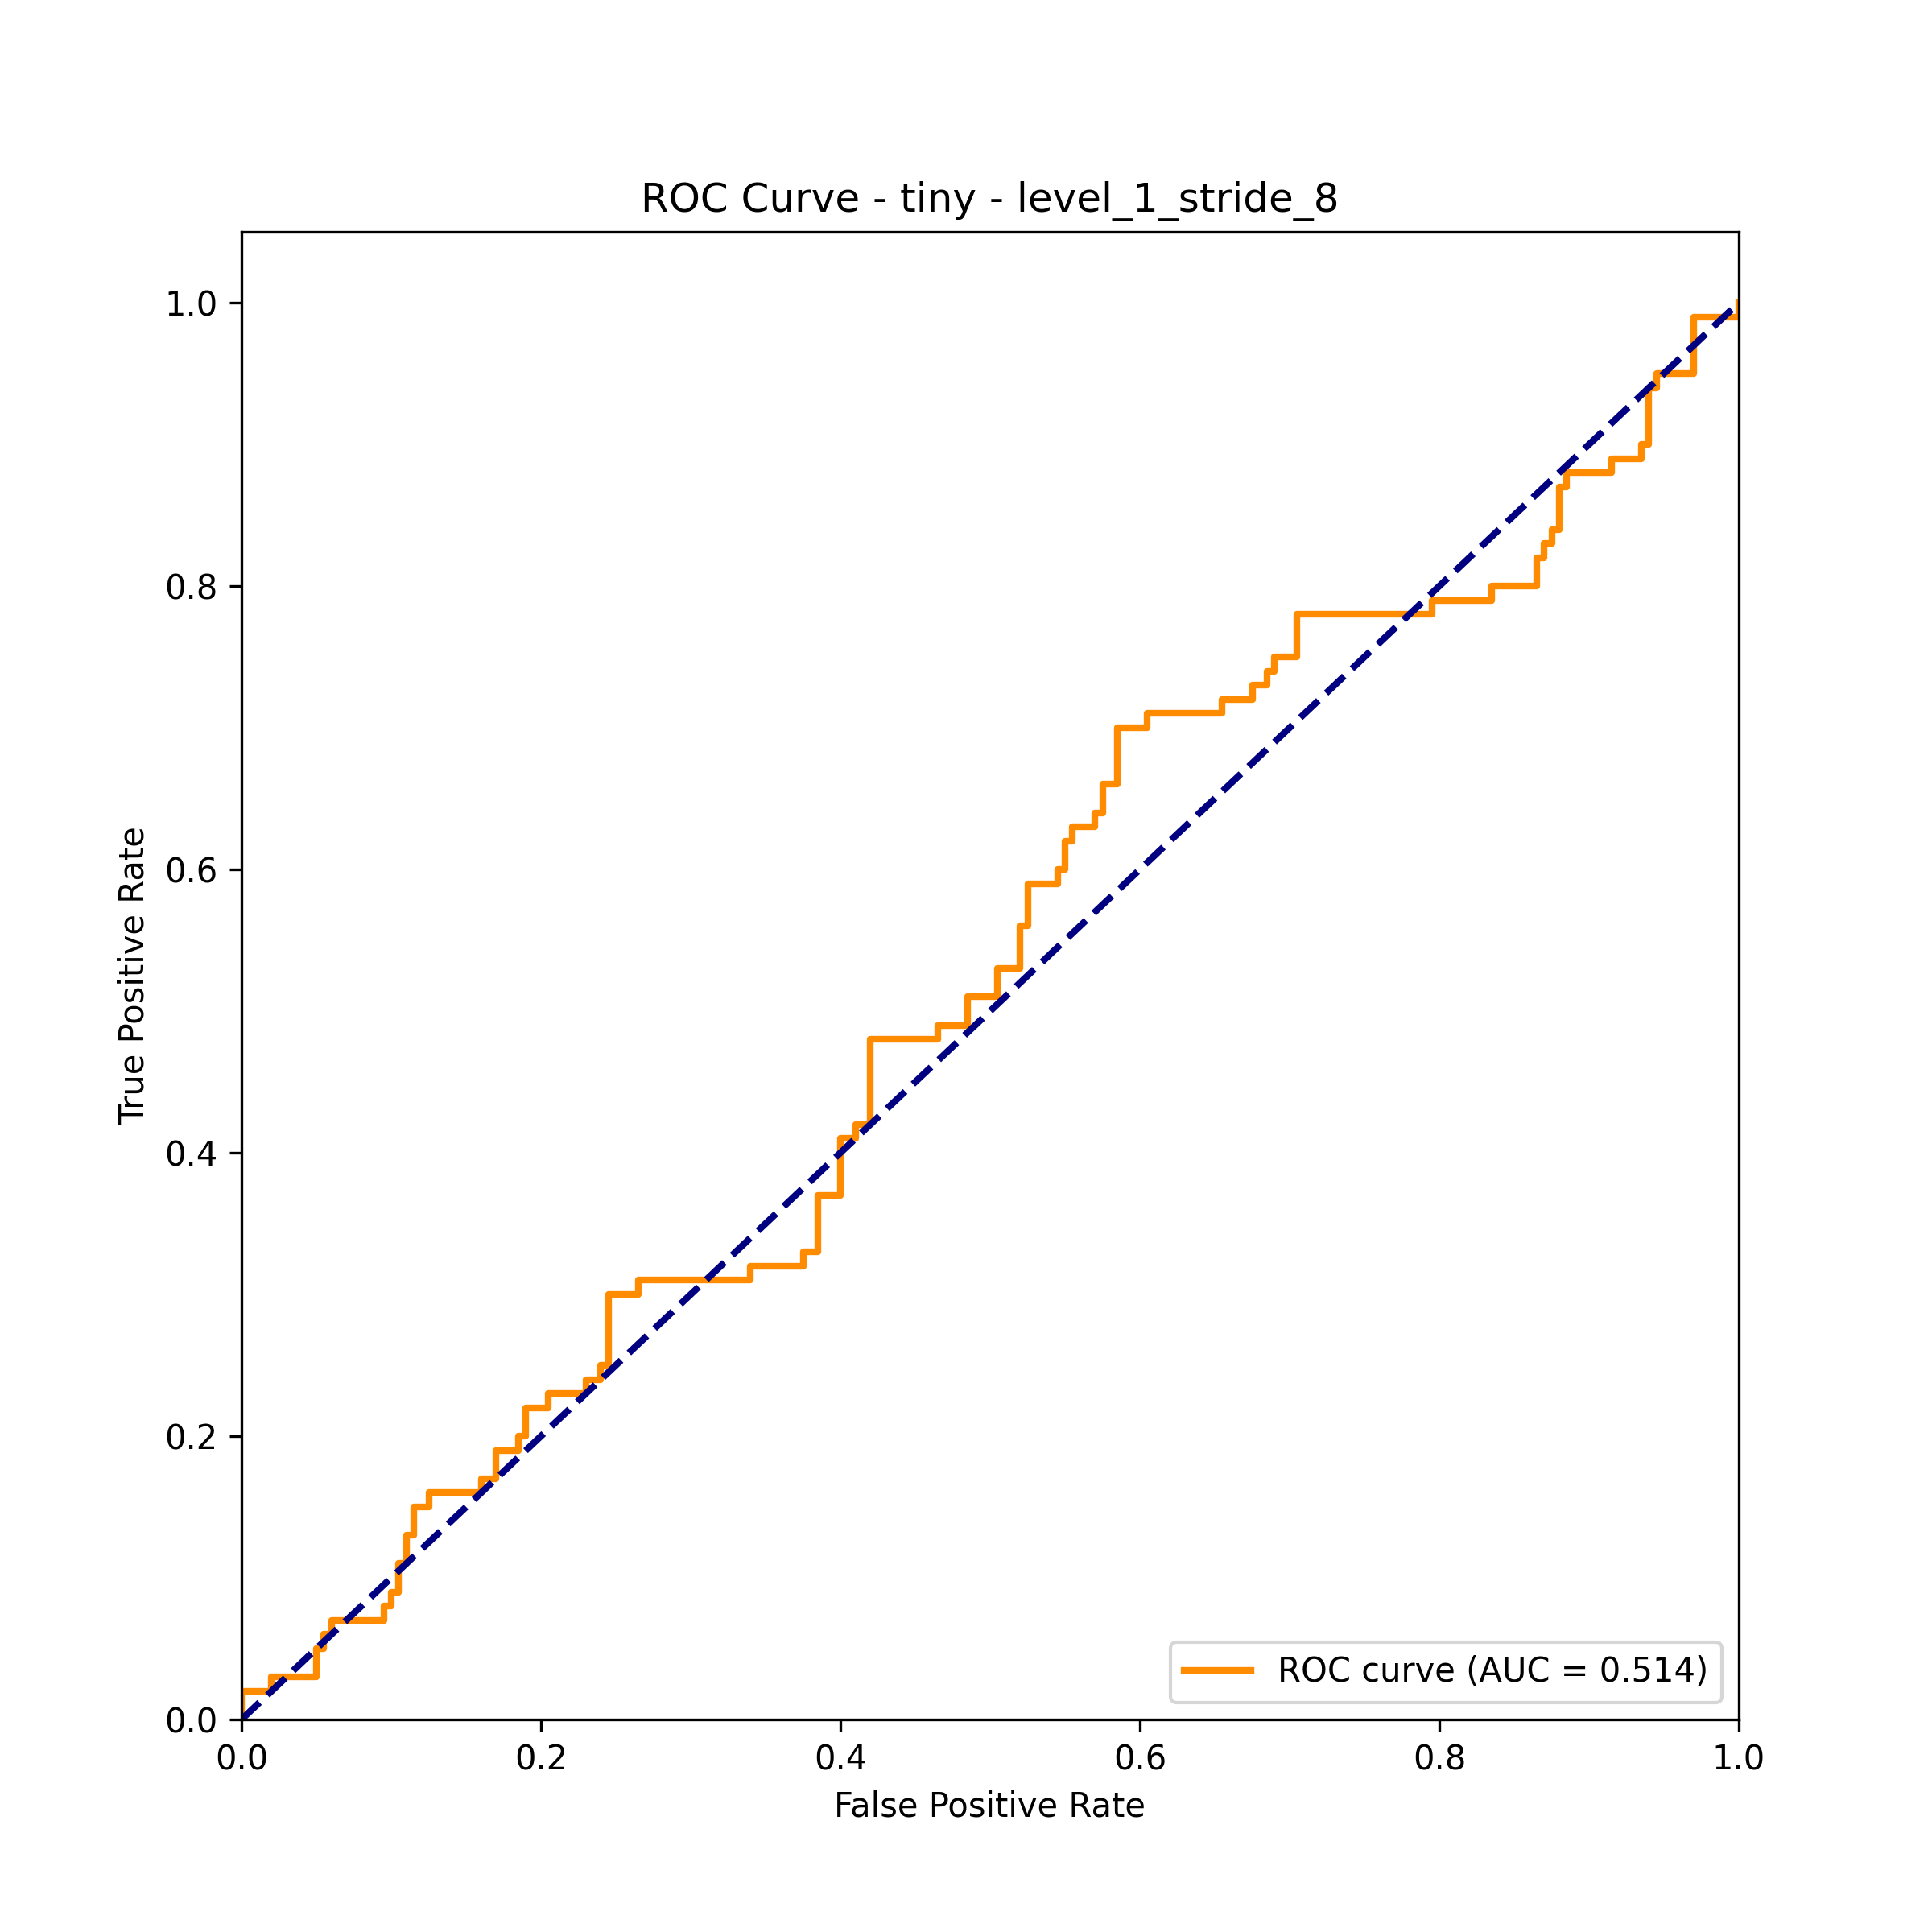 ROC Curve - tiny - level_1_stride_8
True Positive Rate
1.0
0.8
0.6
0.4
0.2
0.0
ROC curve (AUC = 0.514)
0.0 0.2 0.4 0.6 0.8 1.0
False Positive Rate